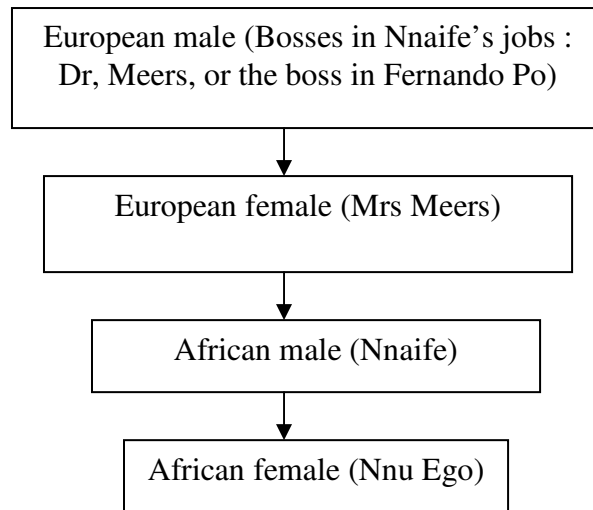 European male (Bosses in Nnaife’s jobs :
Dr, Meers, or the boss in Fernando Po)
European female (Mrs Meers)
African male (Nnaife)
African female (Nnu Ego)